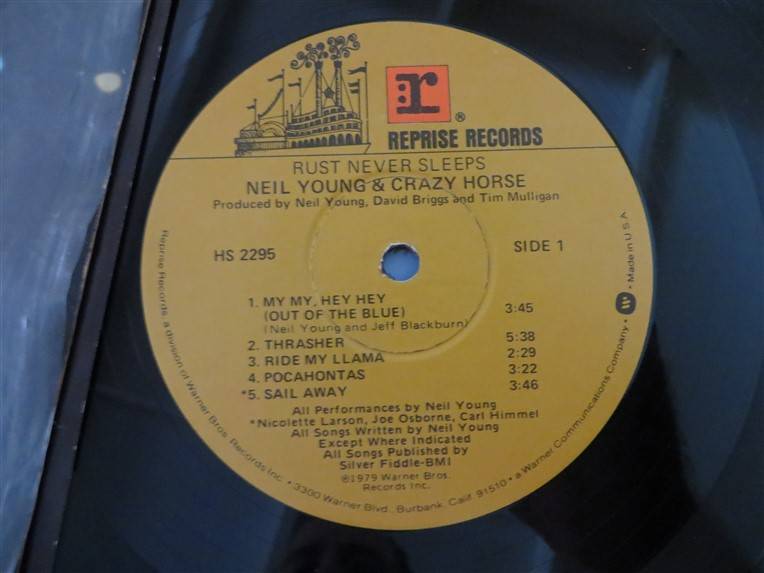 r
®
REPRISE RECORDS
RUST NEVER SLEEPS
NEIL YOUNG & CRAZY HORSE
Produced by Neil Young, David Briggs and Tim Mulligan
HS 2295
SIDE 1
1. MY MY, HEY HEY
(OUT OF THE BLUE) 3:45
(Neil Young and Jeff Blackburn)
2. THRASHER 5:38
3. RIDE MY LLAMA 2:29
4. POCAHONTAS 3:22
*5. SAIL AWAY 3:46
All Performances by Neil Young
*Nicolette Larson, Joe Osborne, Carl Himmel
All Songs Written by Neil Young
Except Where Indicated
All Songs Published by
Silver Fiddle-BMI
℗1979 Warner Bros.
Records Inc.
Reprise Records, a division of Warner Bros. Records Inc. • 3300 Warner Blvd., Burbank, Calif. 91510 • a Warner Communications Company • W • Made in U.S.A.